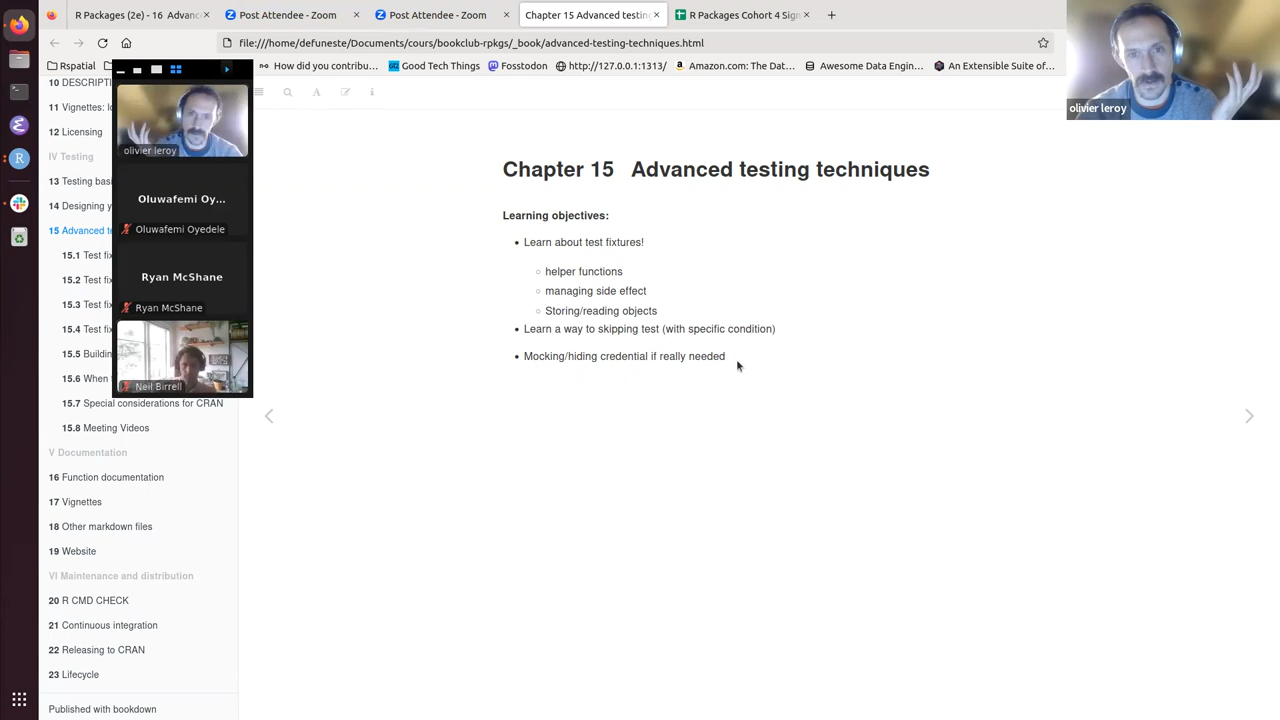 R Packages (2e) - 16 Advanc
Post Attendee - Zoom
Post Attendee - Zoom
Chapter 15 Advanced testin
R Packages Cohort 4 Sig
file:///home/defuneste/Documents/cours/bookclub-rpkgs/_book/advanced-testing-techniques.html
Rspatial
How did you contribu...
Good Tech Things
Fosstodon
http://127.0.0.1:1313/
Amazon.com: The Dat...
Awesome Data Engin...
An Extensible Suite of...
olivier leroy
10 DESCRIPTI
11 Vignettes: l
12 Licensing
IV Testing
13 Testing basi
14 Designing y
15 Advanced te
15.1 Test fix
15.2 Test fix
15.3 Test fix
15.4 Test fix
15.5 Buildin
15.6 When
15.7 Special considerations for CRAN
15.8 Meeting Videos
V Documentation
16 Function documentation
17 Vignettes
18 Other markdown files
19 Website
VI Maintenance and distribution
20 R CMD CHECK
21 Continuous integration
22 Releasing to CRAN
23 Lifecycle
Published with bookdown
olivier leroy
Oluwafemi Oy...
Oluwafemi Oyedele
Ryan McShane
Ryan McShane
Neil Birrell
Chapter 15 Advanced testing techniques
Learning objectives:
• Learn about test fixtures!
○ helper functions
○ managing side effect
○ Storing/reading objects
• Learn a way to skipping test (with specific condition)
• Mocking/hiding credential if really needed